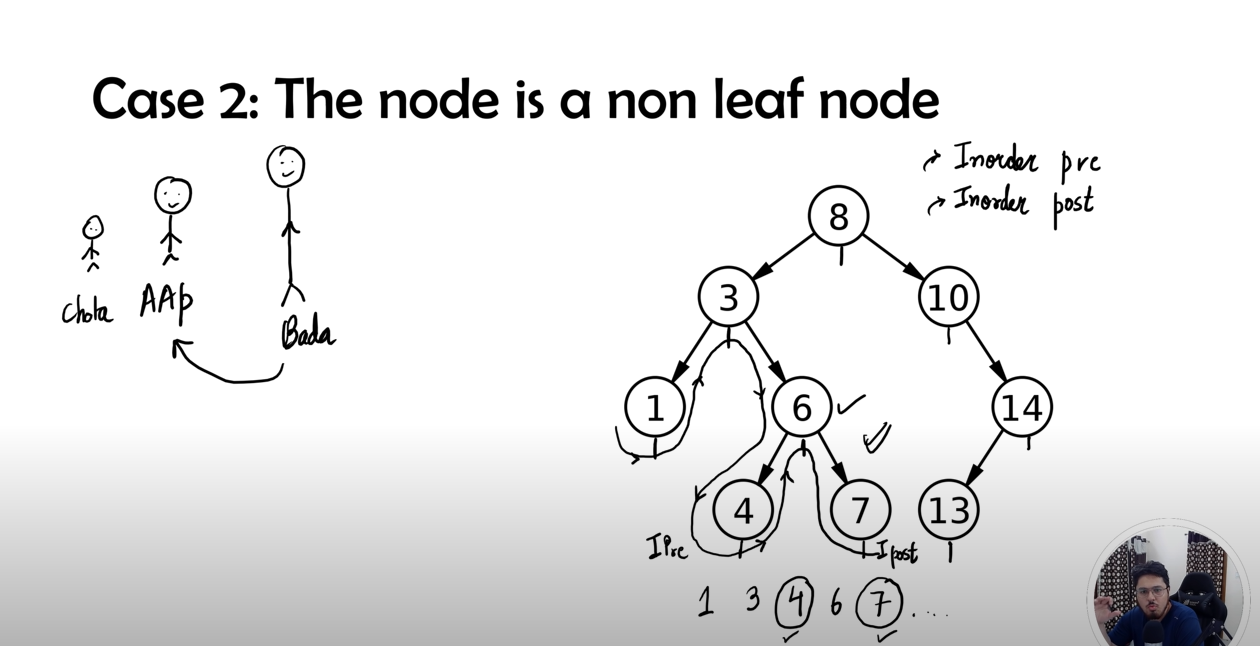 Case 2: The node is a non leaf node
Inorder pre
Inorder post
8
3
10
Chota
AAp
Bada
1
6
14
4
7
13
IPre
Ipost
1 3 4 6 7 ....